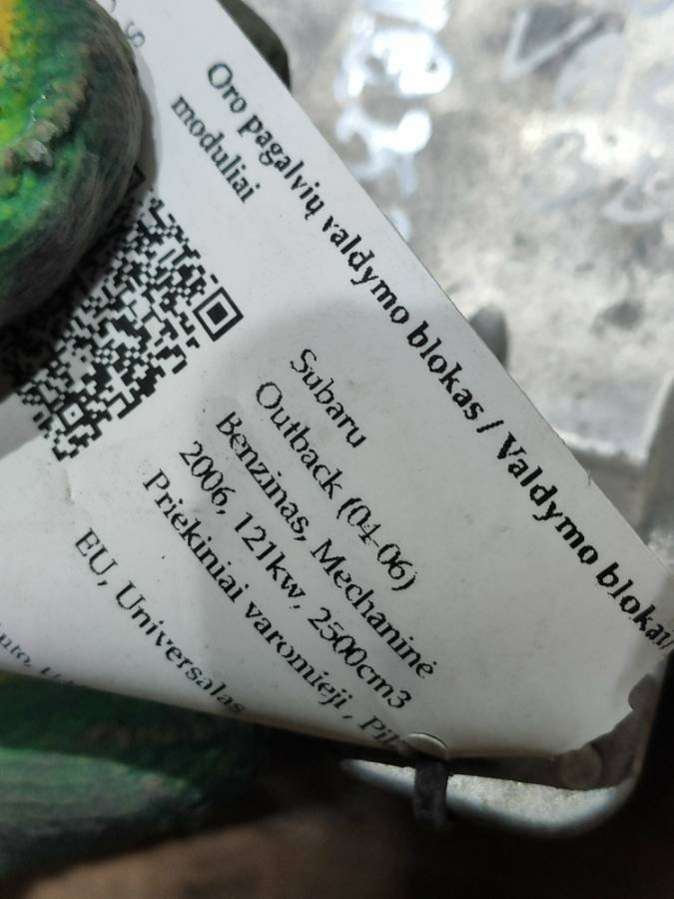 Oro pagalvių valdymo blokas / Valdymo blokai/
moduliai
Subaru
Outback (04-06)
Benzinas, Mechaninė
2006, 121kw, 2500cm3
Priekiniai varomieji,
EU, Universalas